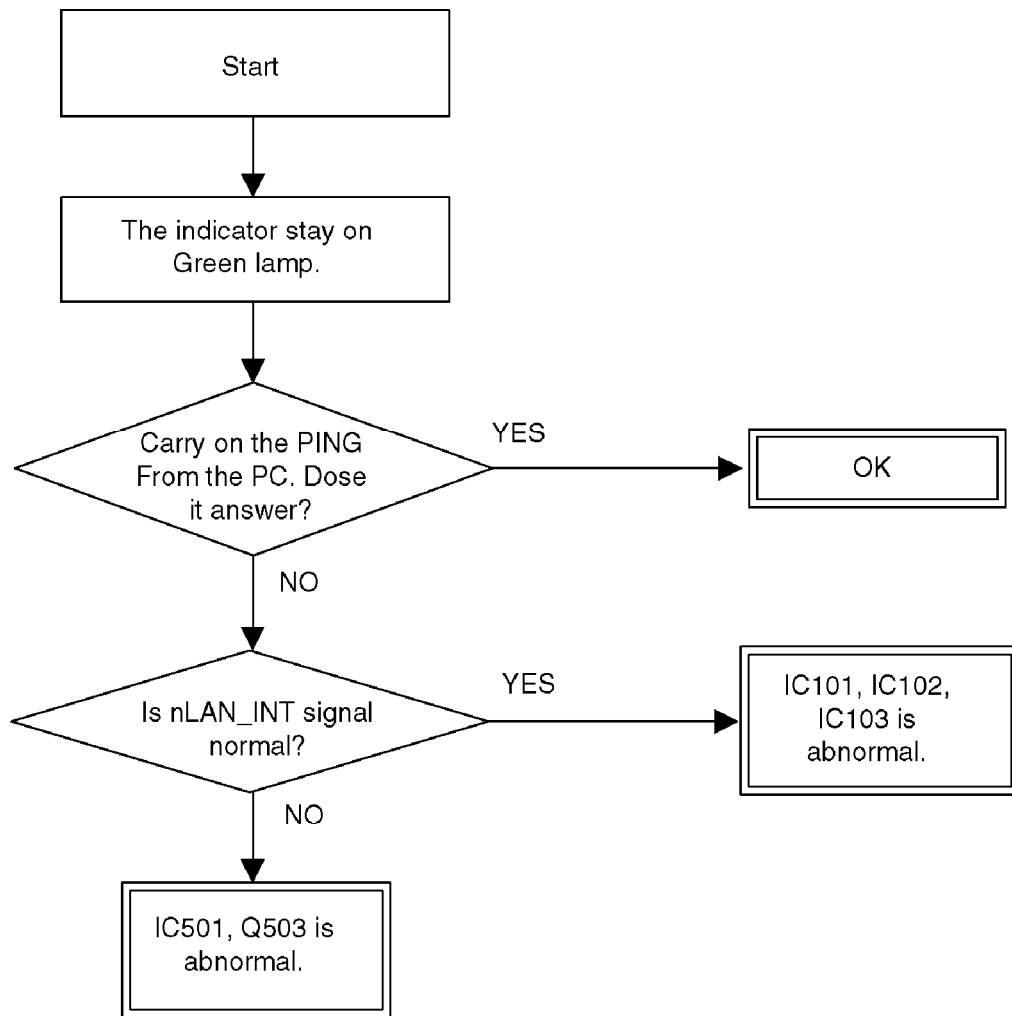 Start
The indicator stay on
Green lamp.
Carry on the PING
From the PC. Dose
it answer?
YES
OK
NO
Is nLAN_INT signal
normal?
YES
IC101, IC102,
IC103 is
abnormal.
NO
IC501, Q503 is
abnormal.